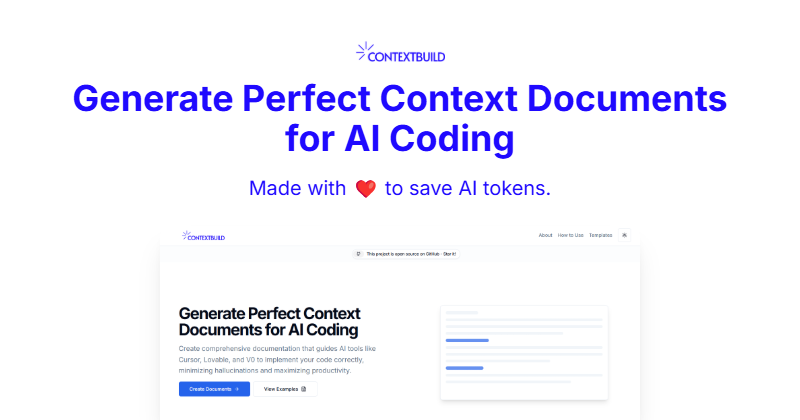 CONTEXTBUILD
Generate Perfect Context Documents
for AI Coding
Made with ❤️ to save AI tokens.
CONTEXTBUILD
About How to Use Templates
This project is open source on GitHub - Star it!
Generate Perfect Context
Documents for AI Coding
Create comprehensive documentation that guides AI tools like
Cursor, Lovable, and V0 to implement your code correctly,
minimizing hallucinations and maximizing productivity.
Create Documents → View Examples